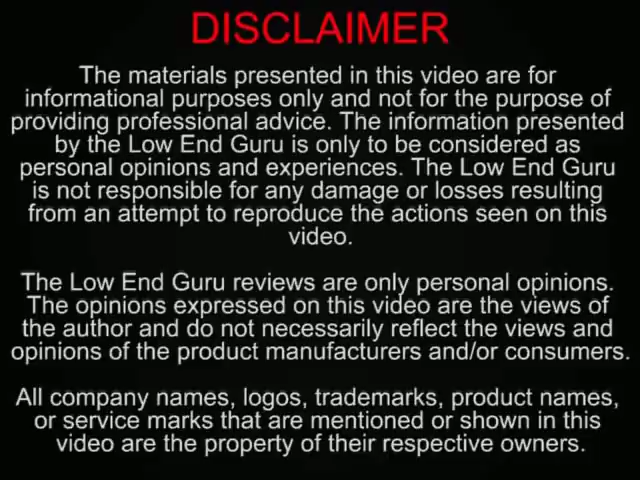 DISCLAIMER
The materials presented in this video are for
informational purposes only and not for the purpose of
providing professional advice. The information presented
by the Low End Guru is only to be considered as
personal opinions and experiences. The Low End Guru
is not responsible for any damage or losses resulting
from an attempt to reproduce the actions seen on this
video.
The Low End Guru reviews are only personal opinions.
The opinions expressed on this video are the views of
the author and do not necessarily reflect the views and
opinions of the product manufacturers and/or consumers.
All company names, logos, trademarks, product names,
or service marks that are mentioned or shown in this
video are the property of their respective owners.